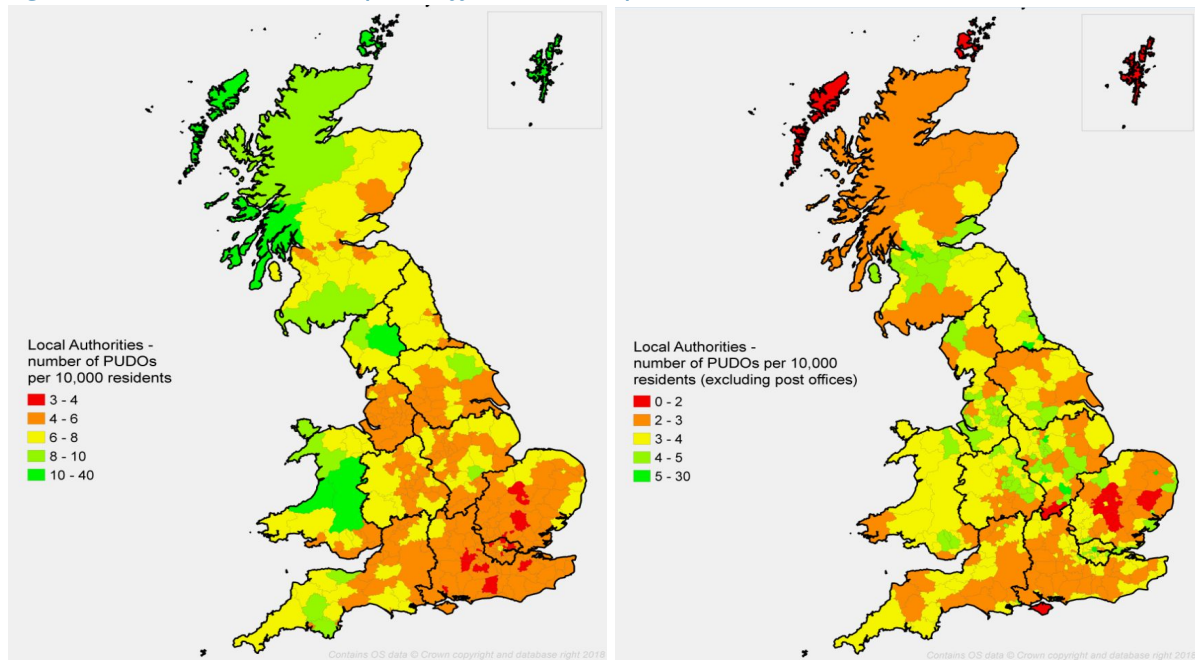 Local Authorities -
number of PUDOs
per 10,000 residents
3 - 4
4 - 6
6 - 8
8 - 10
10 - 40
Contains OS data © Crown copyright and database right 2018
Local Authorities -
number of PUDOs per 10,000
residents (excluding post offices)
0 - 2
2 - 3
3 - 4
4 - 5
5 - 30
Contains OS data © Crown copyright and database right 2018